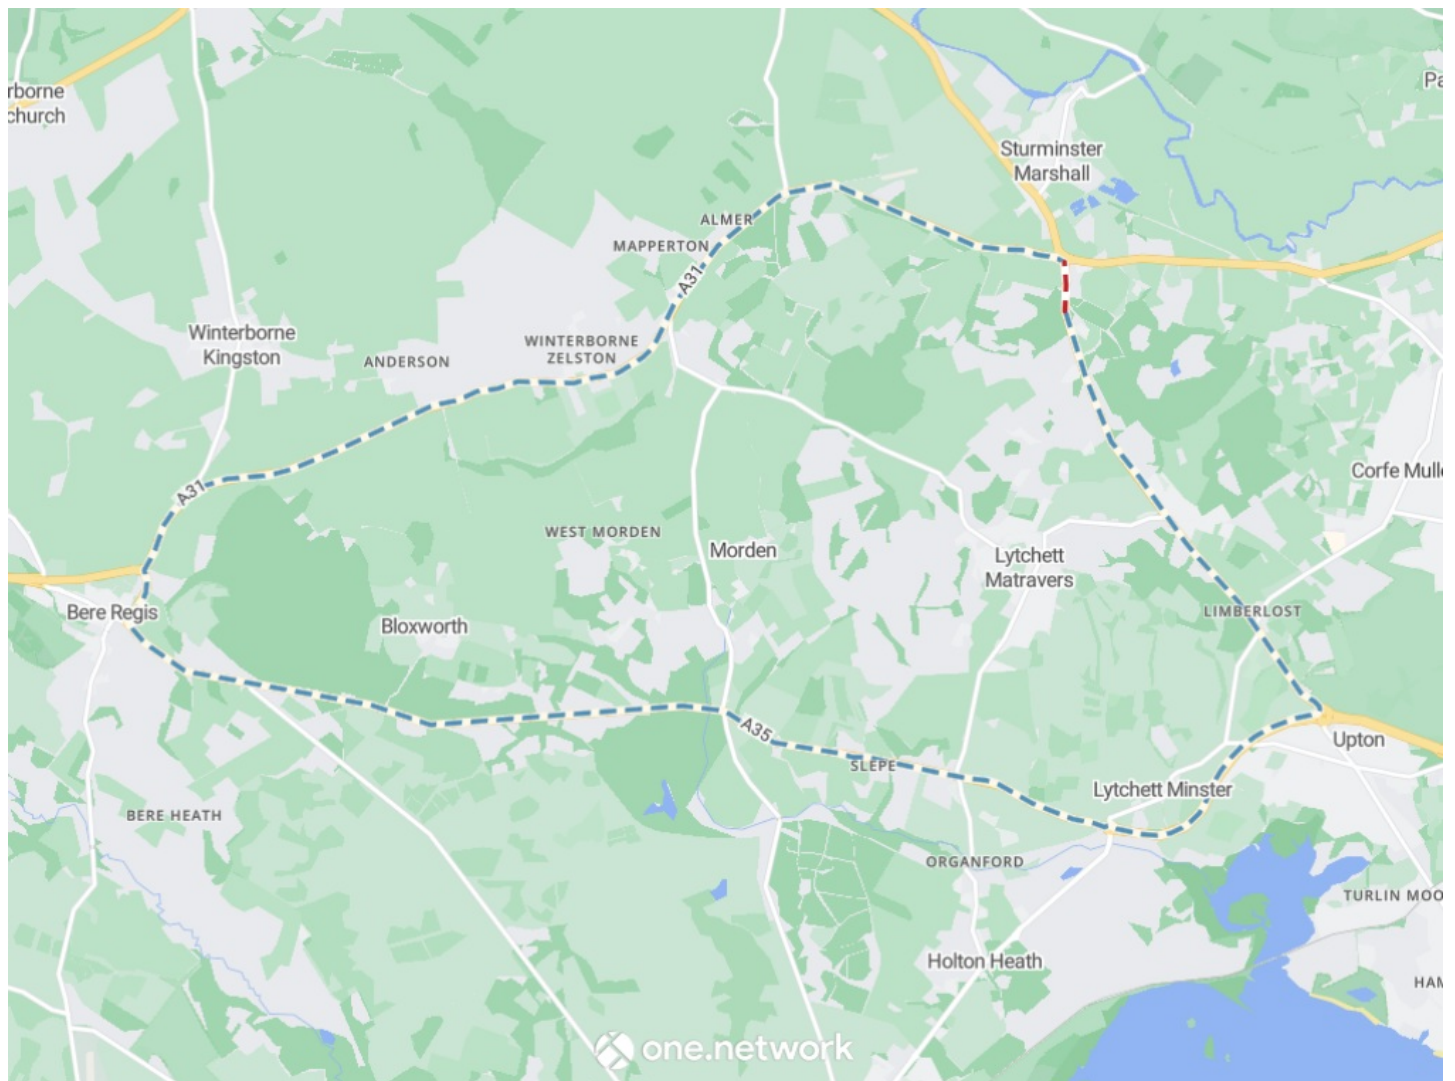 rborne
church
Pa
Sturminster
Marshall
ALMER
MAPPERTON
A31
Winterborne
Kingston
WINTERBORNE
ZELSTON
ANDERSON
Corfe Mulle
A31
WEST MORDEN
Morden
Lytchett
Matravers
Bere Regis
Bloxworth
LIMBERLOST
A35
Upton
SLEPE
Lytchett Minster
BERE HEATH
ORGANFORD
TURLIN MOO
Holton Heath
HAM
one.network